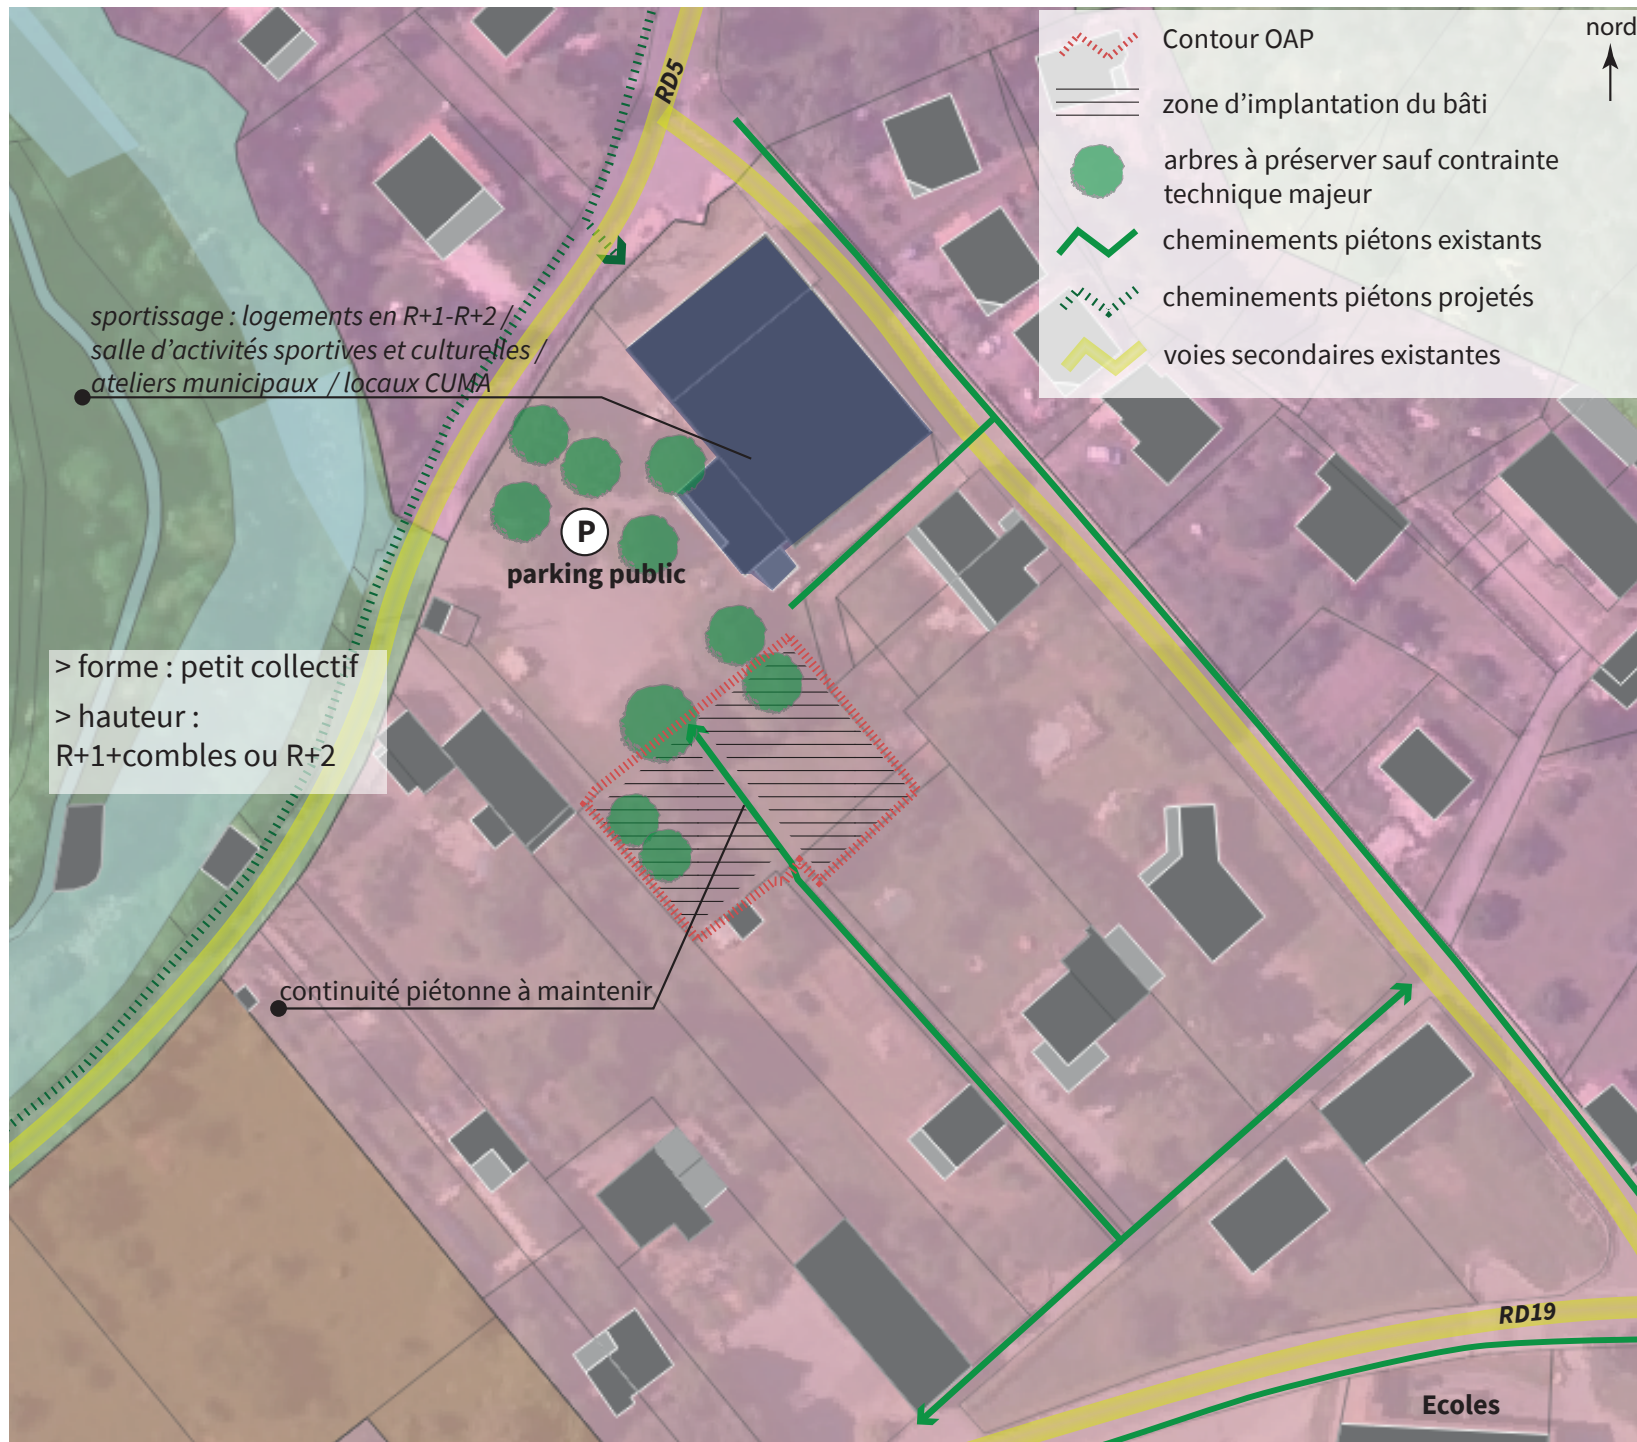 nord
Contour OAP
zone d’implantation du bâti
arbres à préserver sauf contrainte
technique majeur
cheminements piétons existants
cheminements piétons projetés
voies secondaires existantes
RD5
sportissage : logements en R+1-R+2 /
salle d’activités sportives et culturelles /
ateliers municipaux / locaux CUMA
P
parking public
> forme : petit collectif
> hauteur :
R+1+combles ou R+2
continuité piétonne à maintenir
RD19
Ecoles